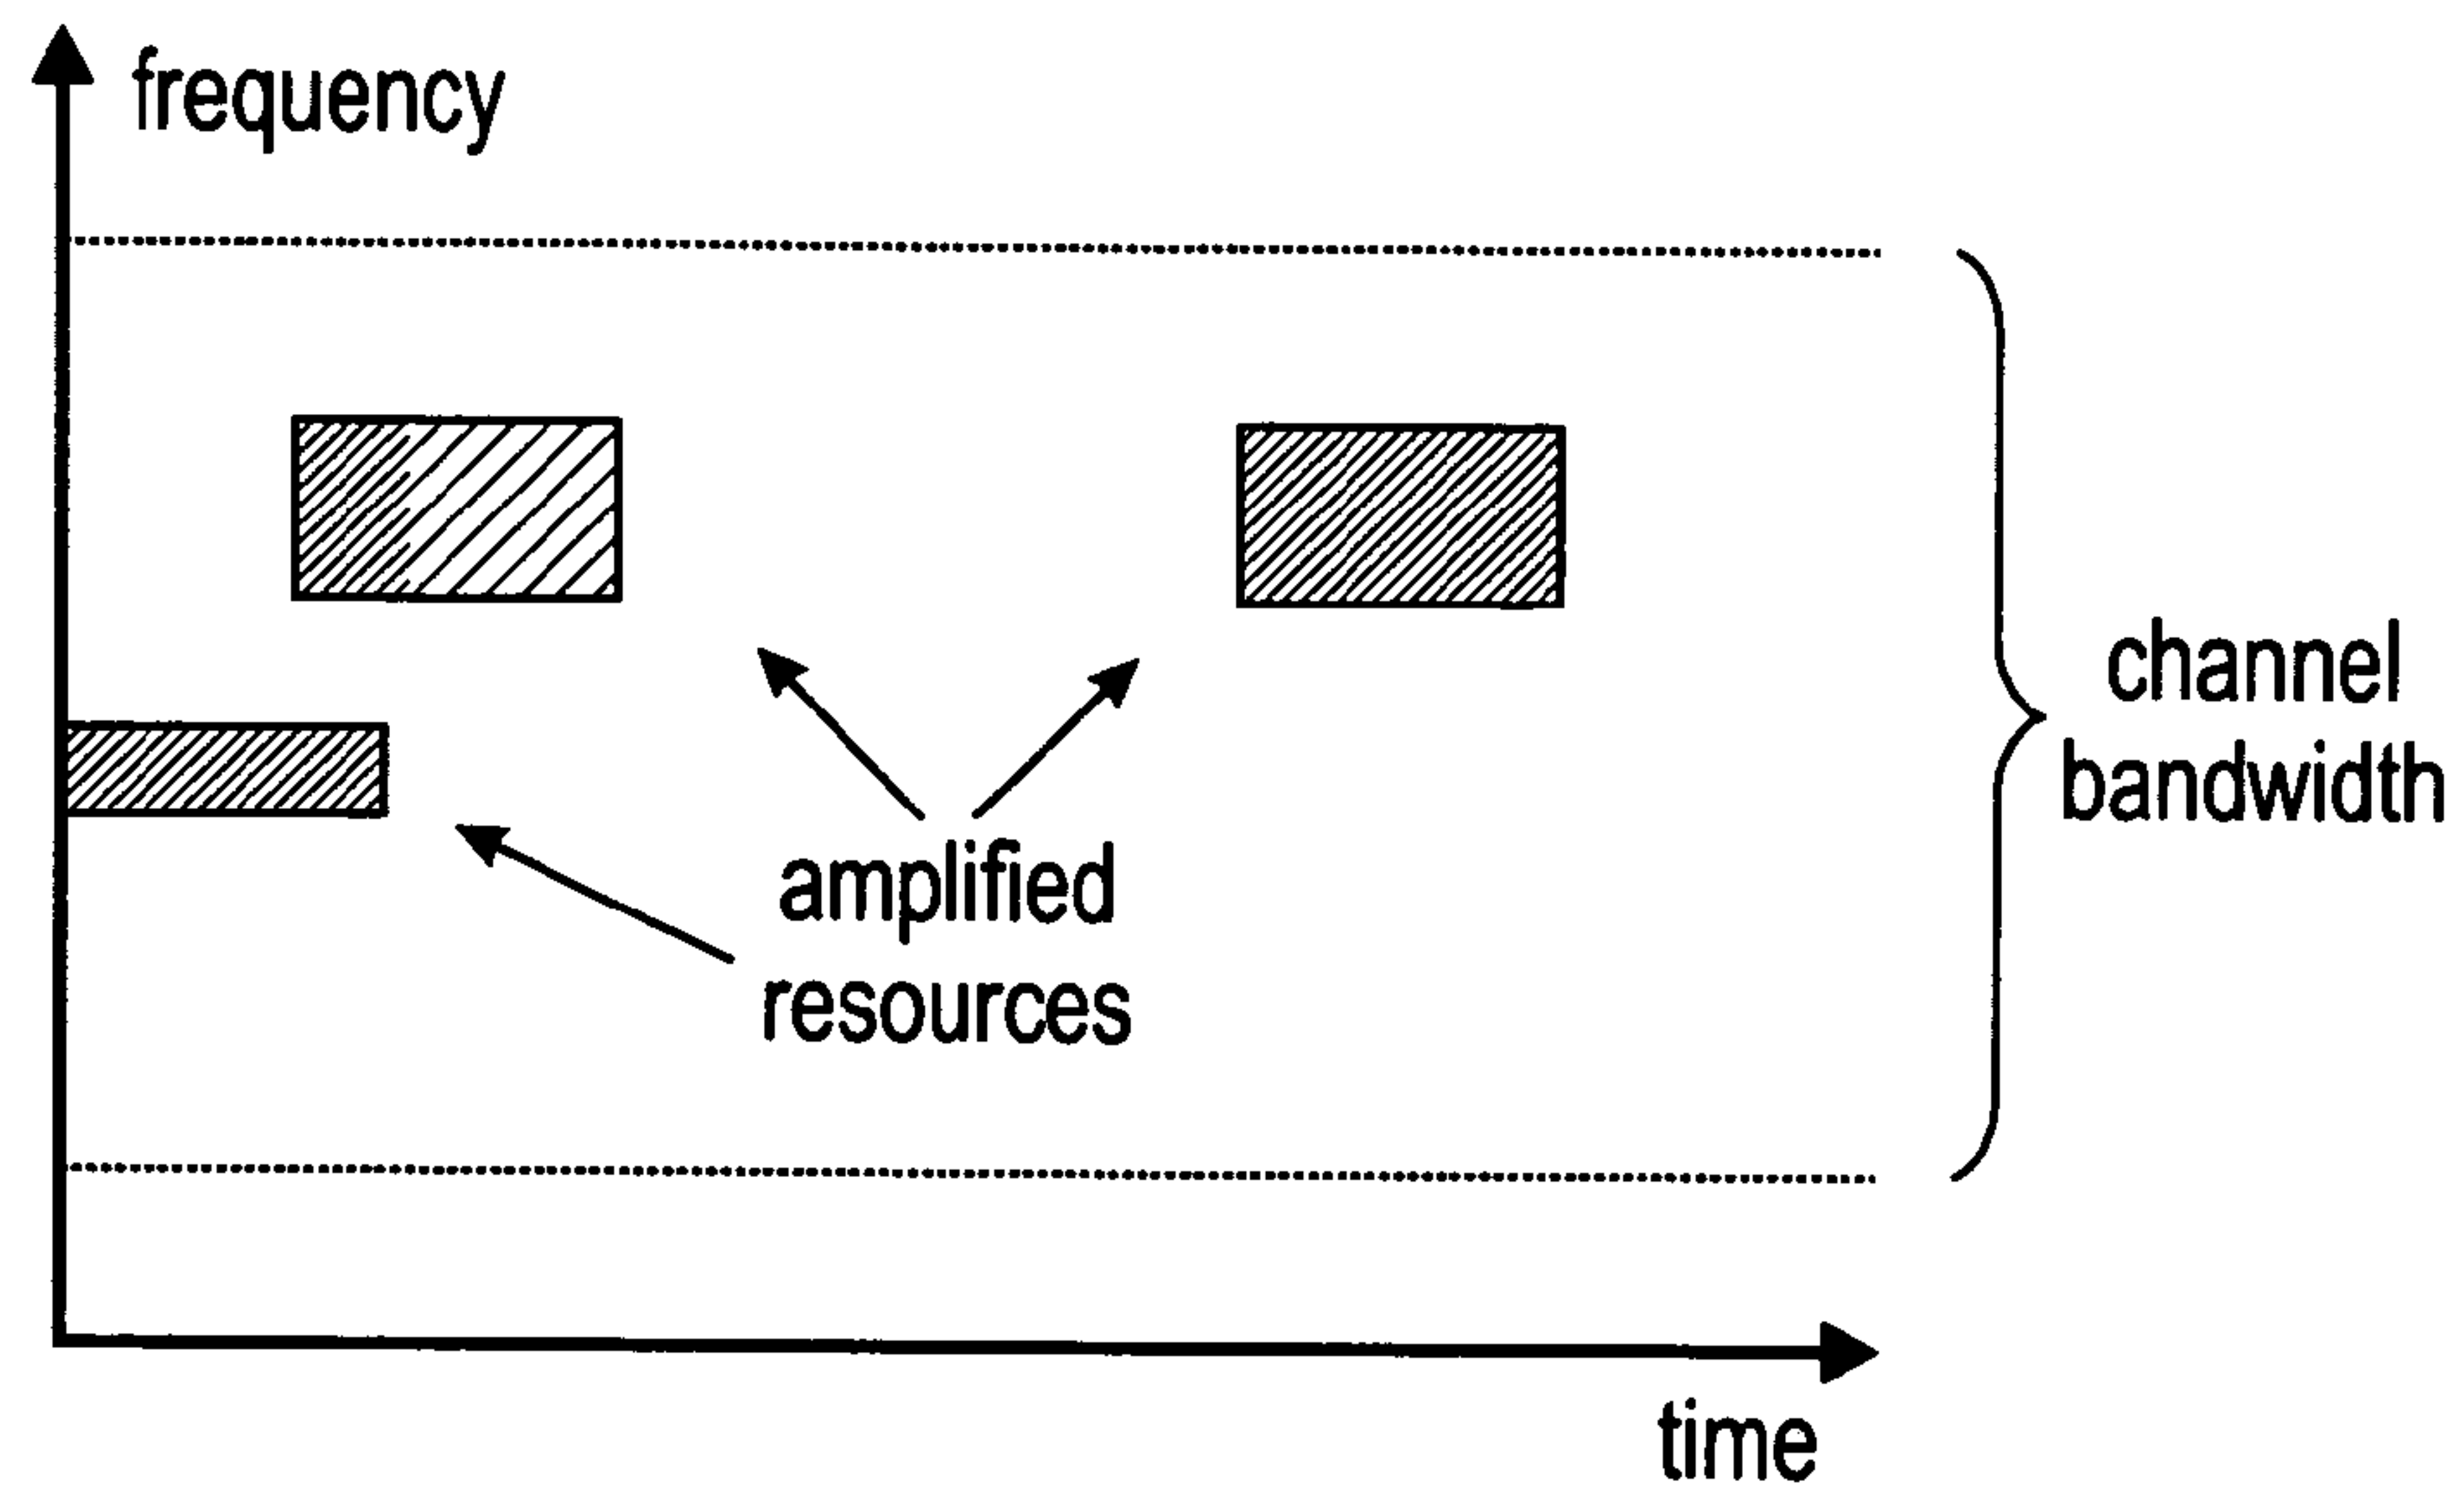 frequency
channel
bandwidth
amplified
resources
time